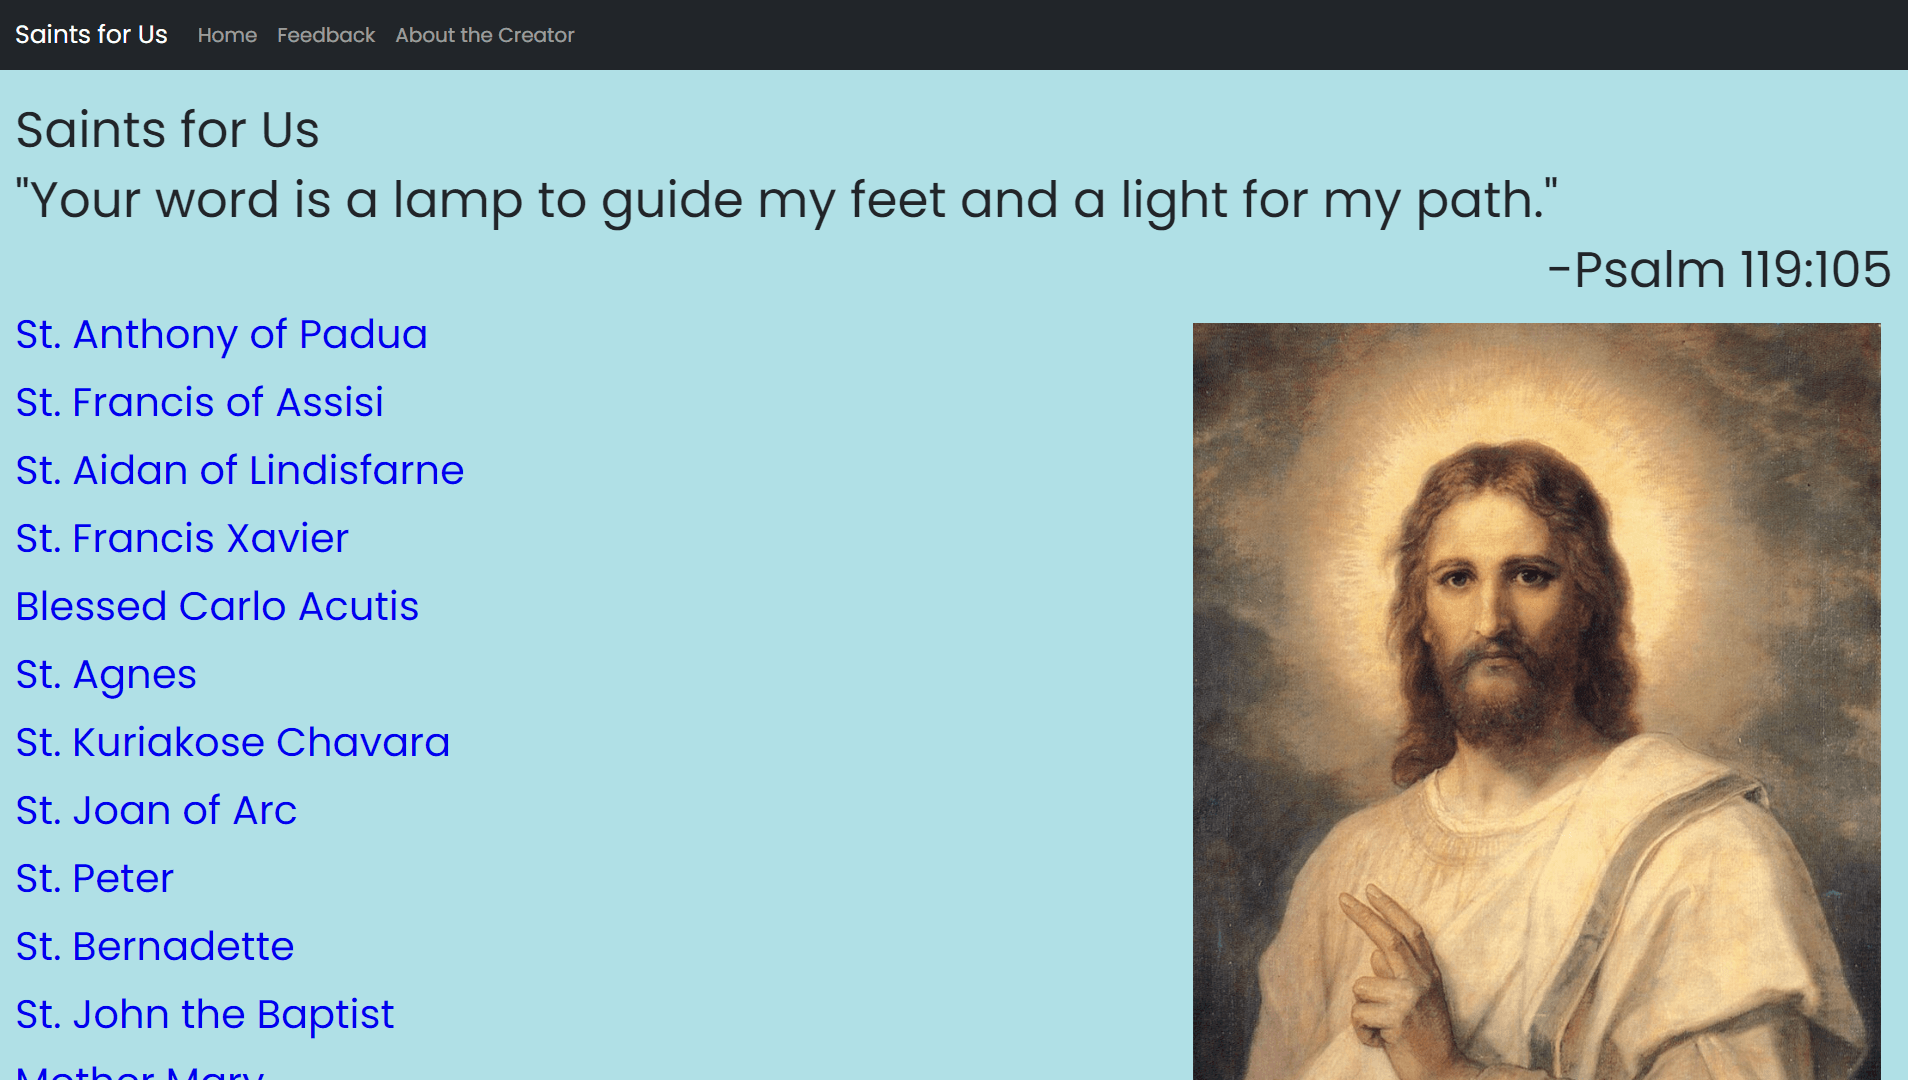 Saints for Us Home Feedback About the Creator
Saints for Us
"Your word is a lamp to guide my feet and a light for my path."
-Psalm 119:105
St. Anthony of Padua
St. Francis of Assisi
St. Aidan of Lindisfarne
St. Francis Xavier
Blessed Carlo Acutis
St. Agnes
St. Kuriakose Chavara
St. Joan of Arc
St. Peter
St. Bernadette
St. John the Baptist
Mother Mary